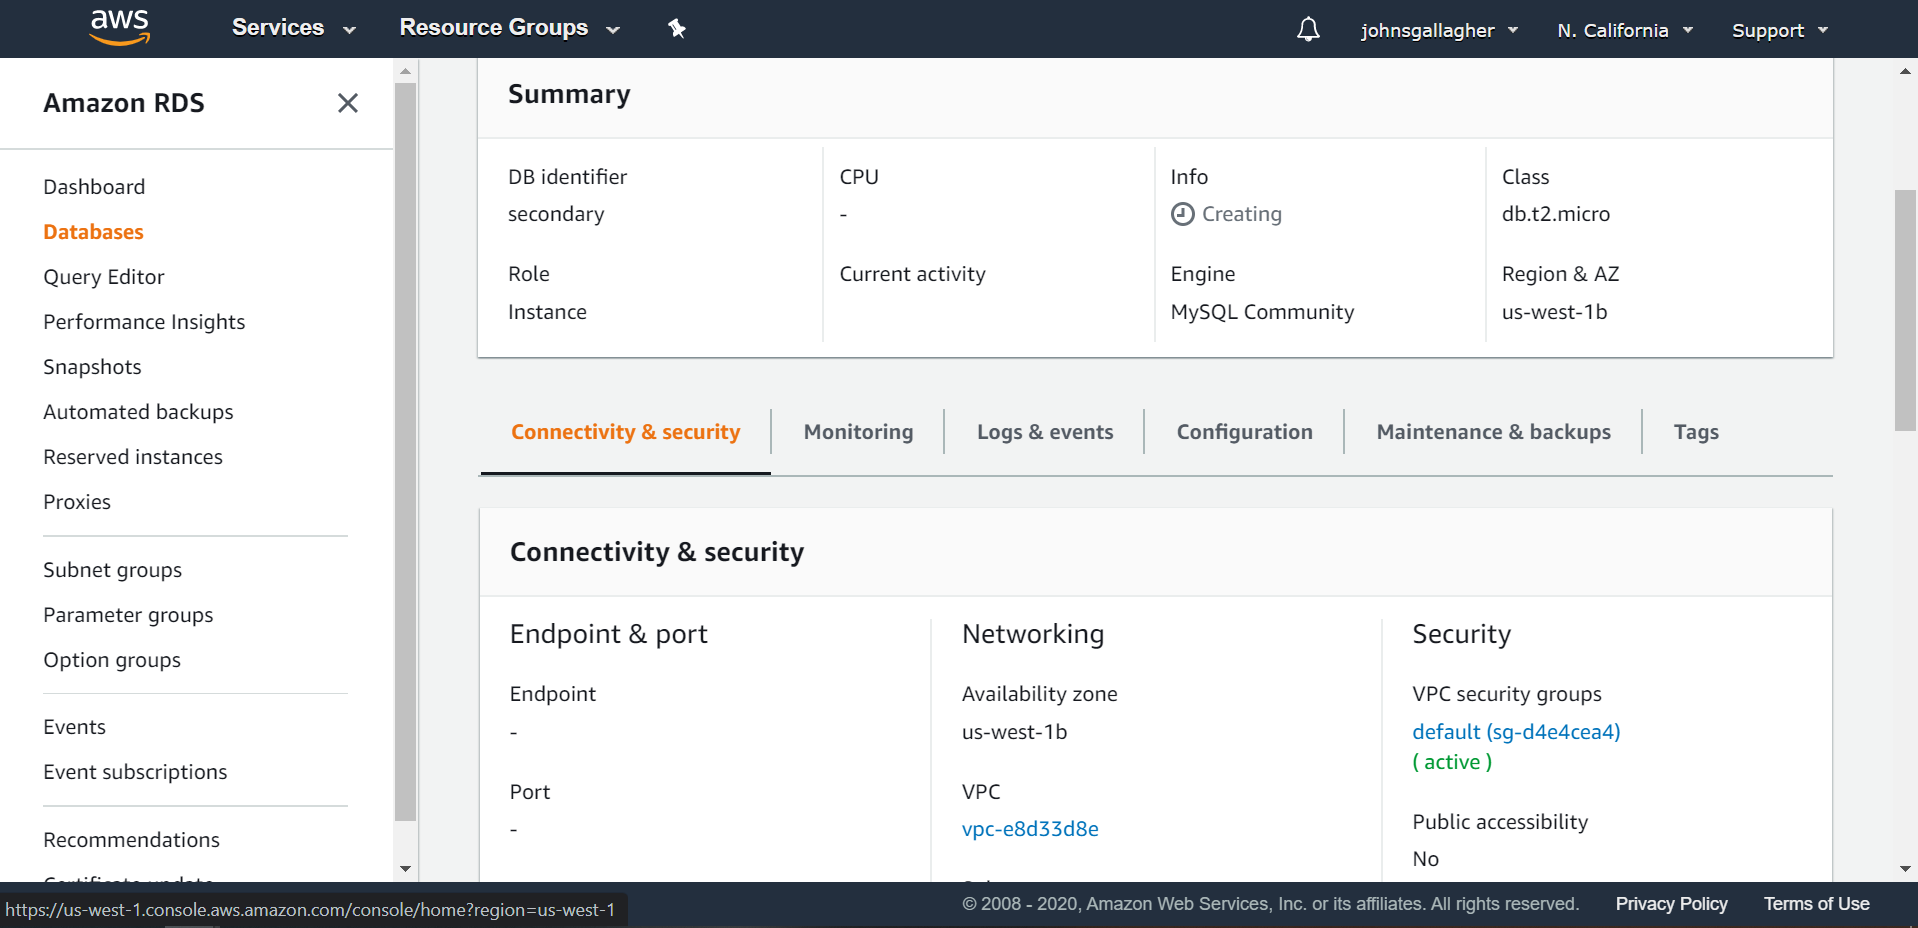 aws Services Resource Groups johnsgallagher N. California Support
Amazon RDS
Dashboard
Databases
Query Editor
Performance Insights
Snapshots
Automated backups
Reserved instances
Proxies
Subnet groups
Parameter groups
Option groups
Events
Event subscriptions
Recommendations
Certificate update
Summary
DB identifier
secondary
Role
Instance
CPU
-
Current activity
Info
Creating
Engine
MySQL Community
Class
db.t2.micro
Region & AZ
us-west-1b
Connectivity & security Monitoring Logs & events Configuration Maintenance & backups Tags
Connectivity & security
Endpoint & port
Endpoint
-
Port
-
Networking
Availability zone
us-west-1b
VPC
vpc-e8d33d8e
Security
VPC security groups
default (sg-d4e4cea4)
( active )
Public accessibility
No
https://us-west-1.console.aws.amazon.com/console/home?region=us-west-1
© 2008 - 2020, Amazon Web Services, Inc. or its affiliates. All rights reserved. Privacy Policy Terms of Use